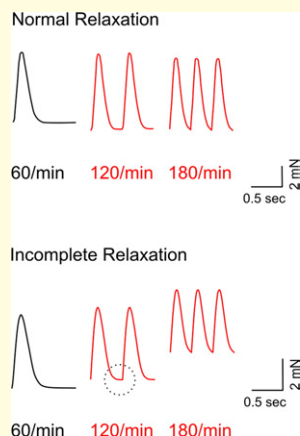 Normal Relaxation
60/min 120/min 180/min
2 mN
0.5 sec
Incomplete Relaxation
2 mN
0.5 sec
60/min 120/min 180/min